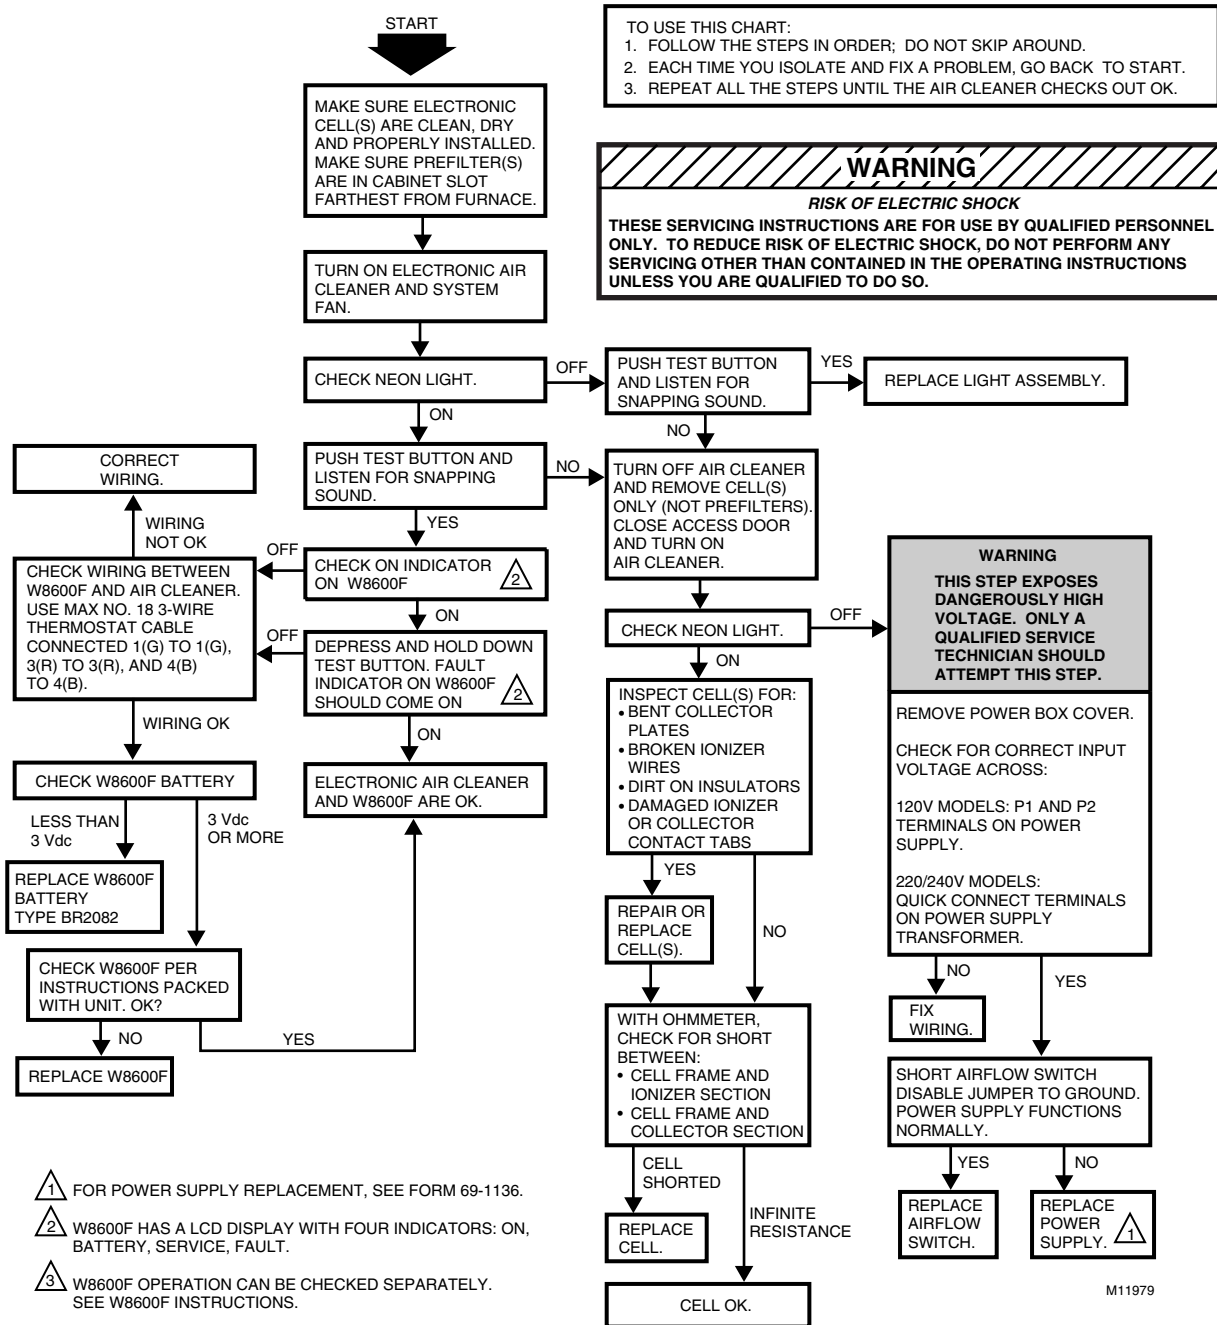 START
TO USE THIS CHART:
1. FOLLOW THE STEPS IN ORDER; DO NOT SKIP AROUND.
2. EACH TIME YOU ISOLATE AND FIX A PROBLEM, GO BACK TO START.
3. REPEAT ALL THE STEPS UNTIL THE AIR CLEANER CHECKS OUT OK.
WARNING
RISK OF ELECTRIC SHOCK
THESE SERVICING INSTRUCTIONS ARE FOR USE BY QUALIFIED PERSONNEL
ONLY. TO REDUCE RISK OF ELECTRIC SHOCK, DO NOT PERFORM ANY
SERVICING OTHER THAN CONTAINED IN THE OPERATING INSTRUCTIONS
UNLESS YOU ARE QUALIFIED TO DO SO.
MAKE SURE ELECTRONIC
CELL(S) ARE CLEAN, DRY
AND PROPERLY INSTALLED.
MAKE SURE PREFILTER(S)
ARE IN CABINET SLOT
FARTHEST FROM FURNACE.
TURN ON ELECTRONIC AIR
CLEANER AND SYSTEM
FAN.
CHECK NEON LIGHT.
OFF
PUSH TEST BUTTON
AND LISTEN FOR
SNAPPING SOUND.
YES
REPLACE LIGHT ASSEMBLY.
ON
NO
PUSH TEST BUTTON AND
LISTEN FOR SNAPPING
SOUND.
NO
TURN OFF AIR CLEANER
AND REMOVE CELL(S)
ONLY (NOT PREFILTERS).
CLOSE ACCESS DOOR
AND TURN ON
AIR CLEANER.
YES
CORRECT
WIRING.
WIRING
NOT OK
OFF
CHECK ON INDICATOR
ON W8600F
2
CHECK WIRING BETWEEN
W8600F AND AIR CLEANER.
USE MAX NO. 18 3-WIRE
THERMOSTAT CABLE
CONNECTED 1(G) TO 1(G),
3(R) TO 3(R), AND 4(B)
TO 4(B).
ON
OFF
DEPRESS AND HOLD DOWN
TEST BUTTON. FAULT
INDICATOR ON W8600F
SHOULD COME ON
2
WIRING OK
ON
CHECK W8600F BATTERY
ELECTRONIC AIR CLEANER
AND W8600F ARE OK.
LESS THAN
3 Vdc
3 Vdc
OR MORE
REPLACE W8600F
BATTERY
TYPE BR2082
CHECK W8600F PER
INSTRUCTIONS PACKED
WITH UNIT. OK?
NO
YES
REPLACE W8600F
CHECK NEON LIGHT.
OFF
ON
INSPECT CELL(S) FOR:
• BENT COLLECTOR
PLATES
• BROKEN IONIZER
WIRES
• DIRT ON INSULATORS
• DAMAGED IONIZER
OR COLLECTOR
CONTACT TABS
YES
NO
REPAIR OR
REPLACE
CELL(S).
WITH OHMMETER,
CHECK FOR SHORT
BETWEEN:
• CELL FRAME AND
IONIZER SECTION
• CELL FRAME AND
COLLECTOR SECTION
CELL
SHORTED
INFINITE
RESISTANCE
REPLACE
CELL.
CELL OK.
WARNING
THIS STEP EXPOSES
DANGEROUSLY HIGH
VOLTAGE. ONLY A
QUALIFIED SERVICE
TECHNICIAN SHOULD
ATTEMPT THIS STEP.
REMOVE POWER BOX COVER.
CHECK FOR CORRECT INPUT
VOLTAGE ACROSS:
120V MODELS: P1 AND P2
TERMINALS ON POWER
SUPPLY.
220/240V MODELS:
QUICK CONNECT TERMINALS
ON POWER SUPPLY
TRANSFORMER.
NO
YES
FIX
WIRING.
SHORT AIRFLOW SWITCH
DISABLE JUMPER TO GROUND.
POWER SUPPLY FUNCTIONS
NORMALLY.
YES
NO
REPLACE
AIRFLOW
SWITCH.
REPLACE
POWER
SUPPLY.
1
1 FOR POWER SUPPLY REPLACEMENT, SEE FORM 69-1136.
2 W8600F HAS A LCD DISPLAY WITH FOUR INDICATORS: ON,
BATTERY, SERVICE, FAULT.
3 W8600F OPERATION CAN BE CHECKED SEPARATELY.
SEE W8600F INSTRUCTIONS.
M11979